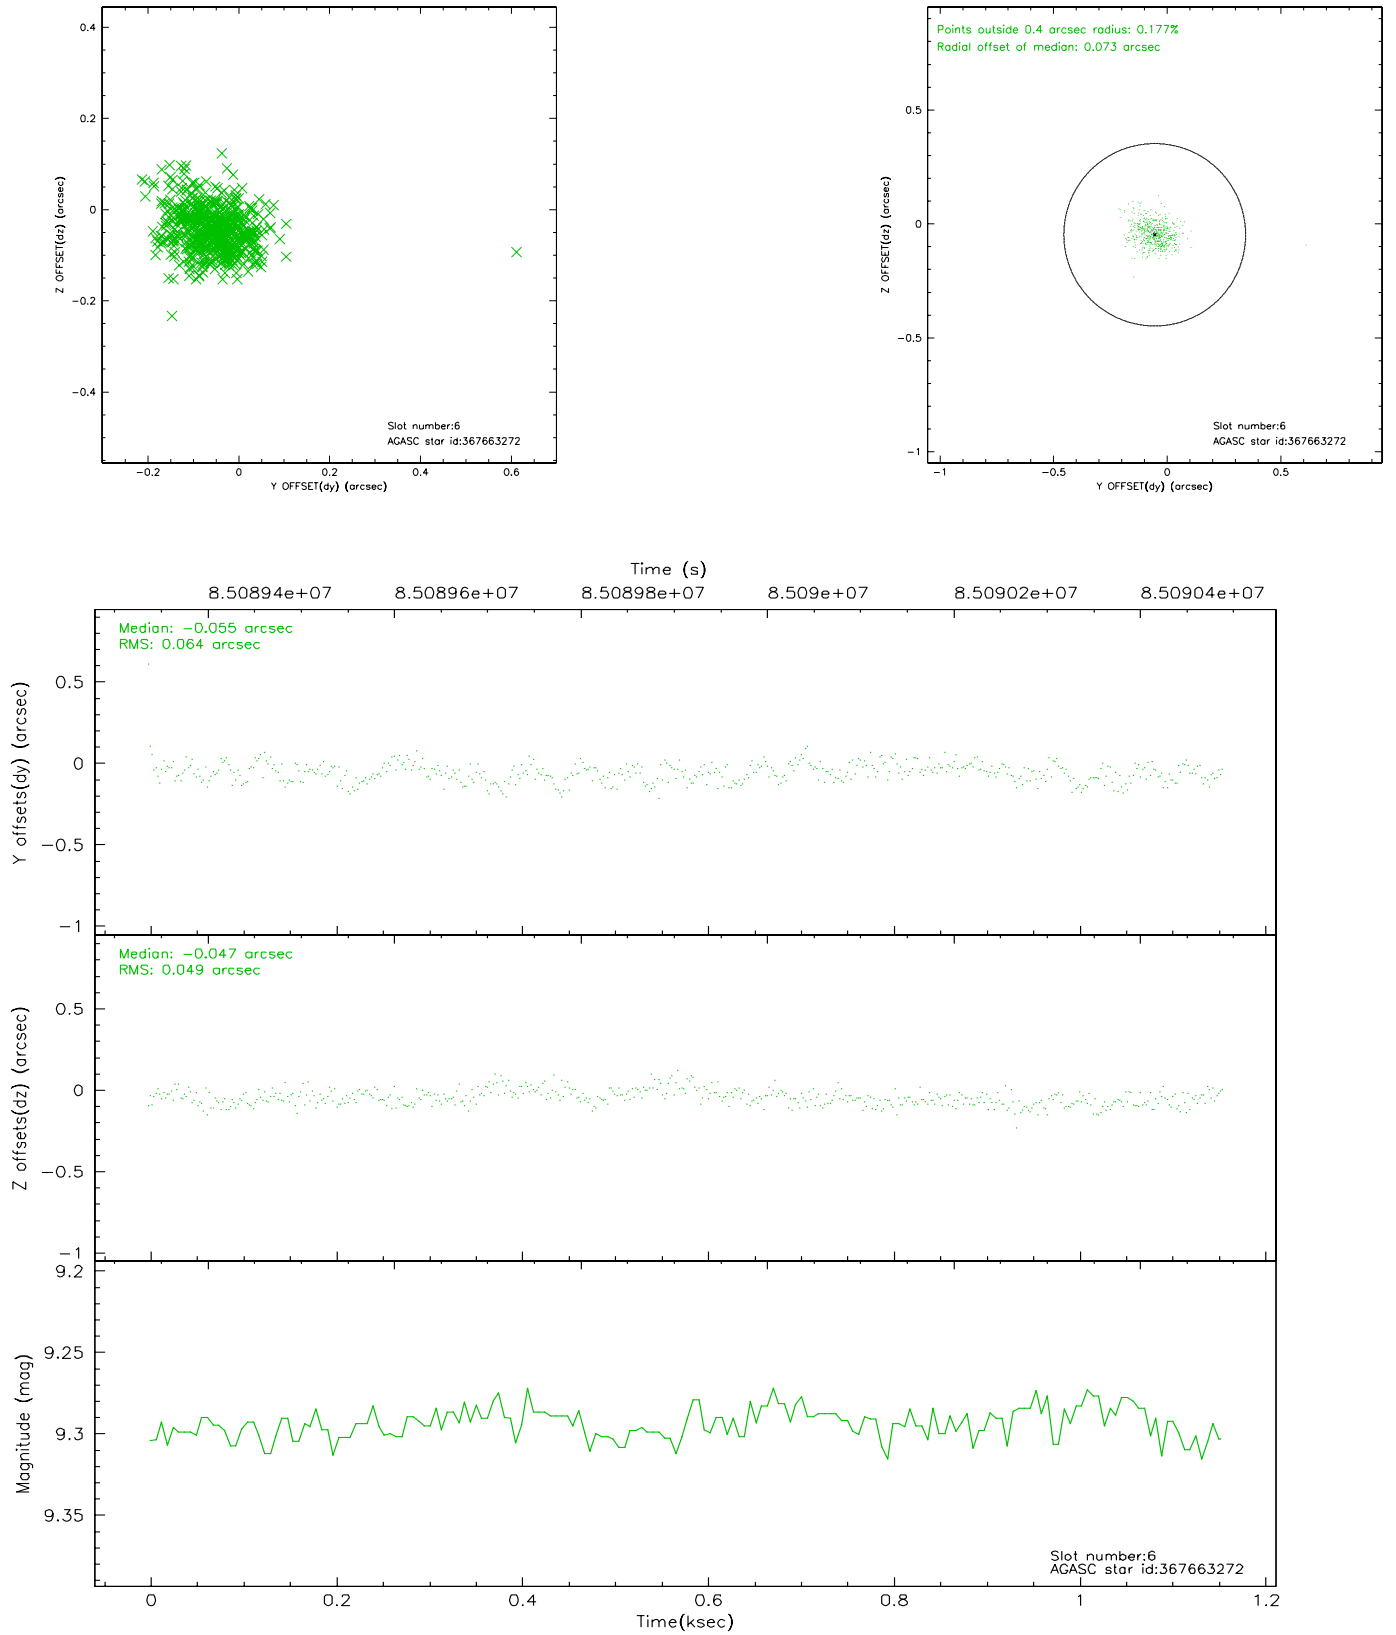 0.4
0.2
0
−0.2
−0.4
Z OFFSET(dz) (arcsec)
Slot number:6
AGASC star id:367663272
−0.2 0 0.2 0.4 0.6
Y OFFSET(dy) (arcsec)
Points outside 0.4 arcsec radius: 0.177%
Radial offset of median: 0.073 arcsec
0.5
0
−0.5
−1
Z OFFSET(dz) (arcsec)
Slot number:6
AGASC star id:367663272
−1 −0.5 0 0.5
Y OFFSET(dy) (arcsec)
Time (s)
8.50894e+07 8.50896e+07 8.50898e+07 8.509e+07 8.50902e+07 8.50904e+07
Median: −0.055 arcsec
RMS: 0.064 arcsec
0.5
0
−0.5
−1
Y offsets(dy) (arcsec)
Median: −0.047 arcsec
RMS: 0.049 arcsec
0.5
0
−0.5
−1
Z offsets(dz) (arcsec)
9.2
9.25
9.3
9.35
Magnitude (mag)
Slot number:6
AGASC star id:367663272
0 0.2 0.4 0.6 0.8 1 1.2
Time(ksec)